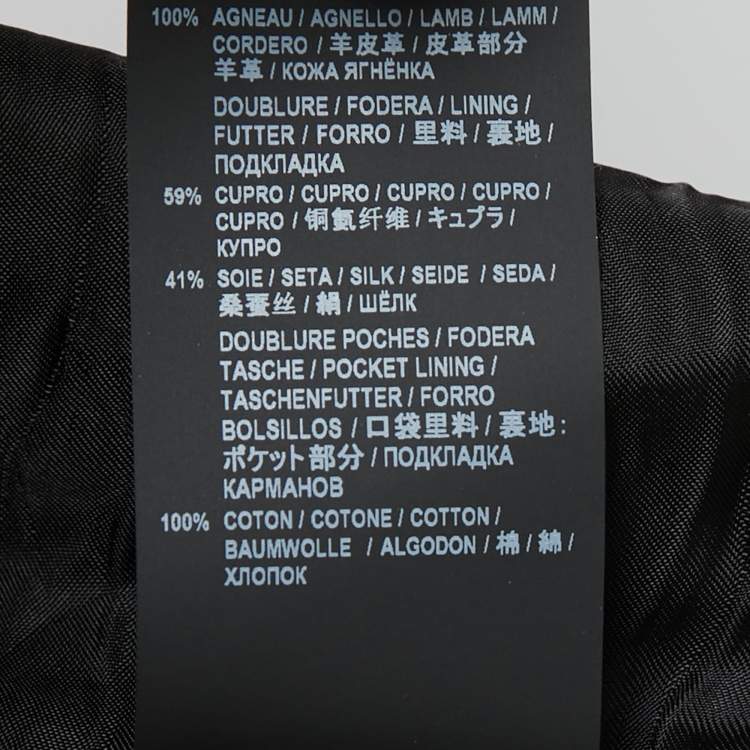 100% AGNEAU / AGNELLO / LAMB / LAMM /
CORDERO / 羊皮革 / 皮革部分
羊革 / КОЖА ЯГНЁНКА
DOUBLURE / FODERA / LINING /
FUTTER / FORRO / 里料 / 裏地 /
ПОДКЛАДКА
59% CUPRO / CUPRO / CUPRO / CUPRO /
CUPRO / 铜氨纤维 / キュプラ /
КУПРО
41% SOIE / SETA / SILK / SEIDE / SEDA /
桑蚕丝 / 絹 / ШЁЛК
DOUBLURE POCHES / FODERA
TASCHE / POCKET LINING /
TASCHENFUTTER / FORRO
BOLSILLOS / 口袋里料 / 裏地:
ポケット部分 / ПОДКЛАДКА
КАРМАНОВ
100% COTON / COTONE / COTTON /
BAUMWOLLE / ALGODON / 棉 / 綿 /
ХЛОПОК